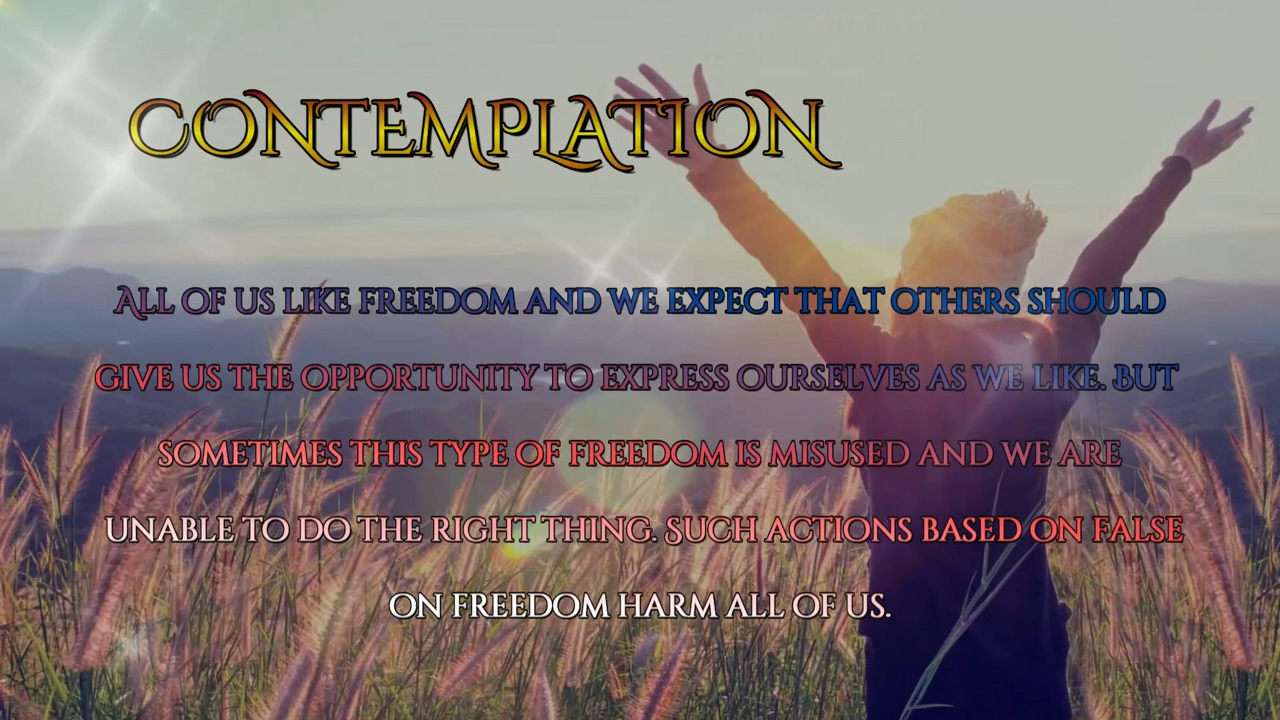 CONTEMPLATION
ALL OF US LIKE FREEDOM AND WE EXPECT THAT OTHERS SHOULD
GIVE US THE OPPORTUNITY TO EXPRESS OURSELVES AS WE LIKE. BUT
SOMETIMES THIS TYPE OF FREEDOM IS MISUSED AND WE ARE
UNABLE TO DO THE RIGHT THING. SUCH ACTIONS BASED ON FALSE
ON FREEDOM HARM ALL OF US.